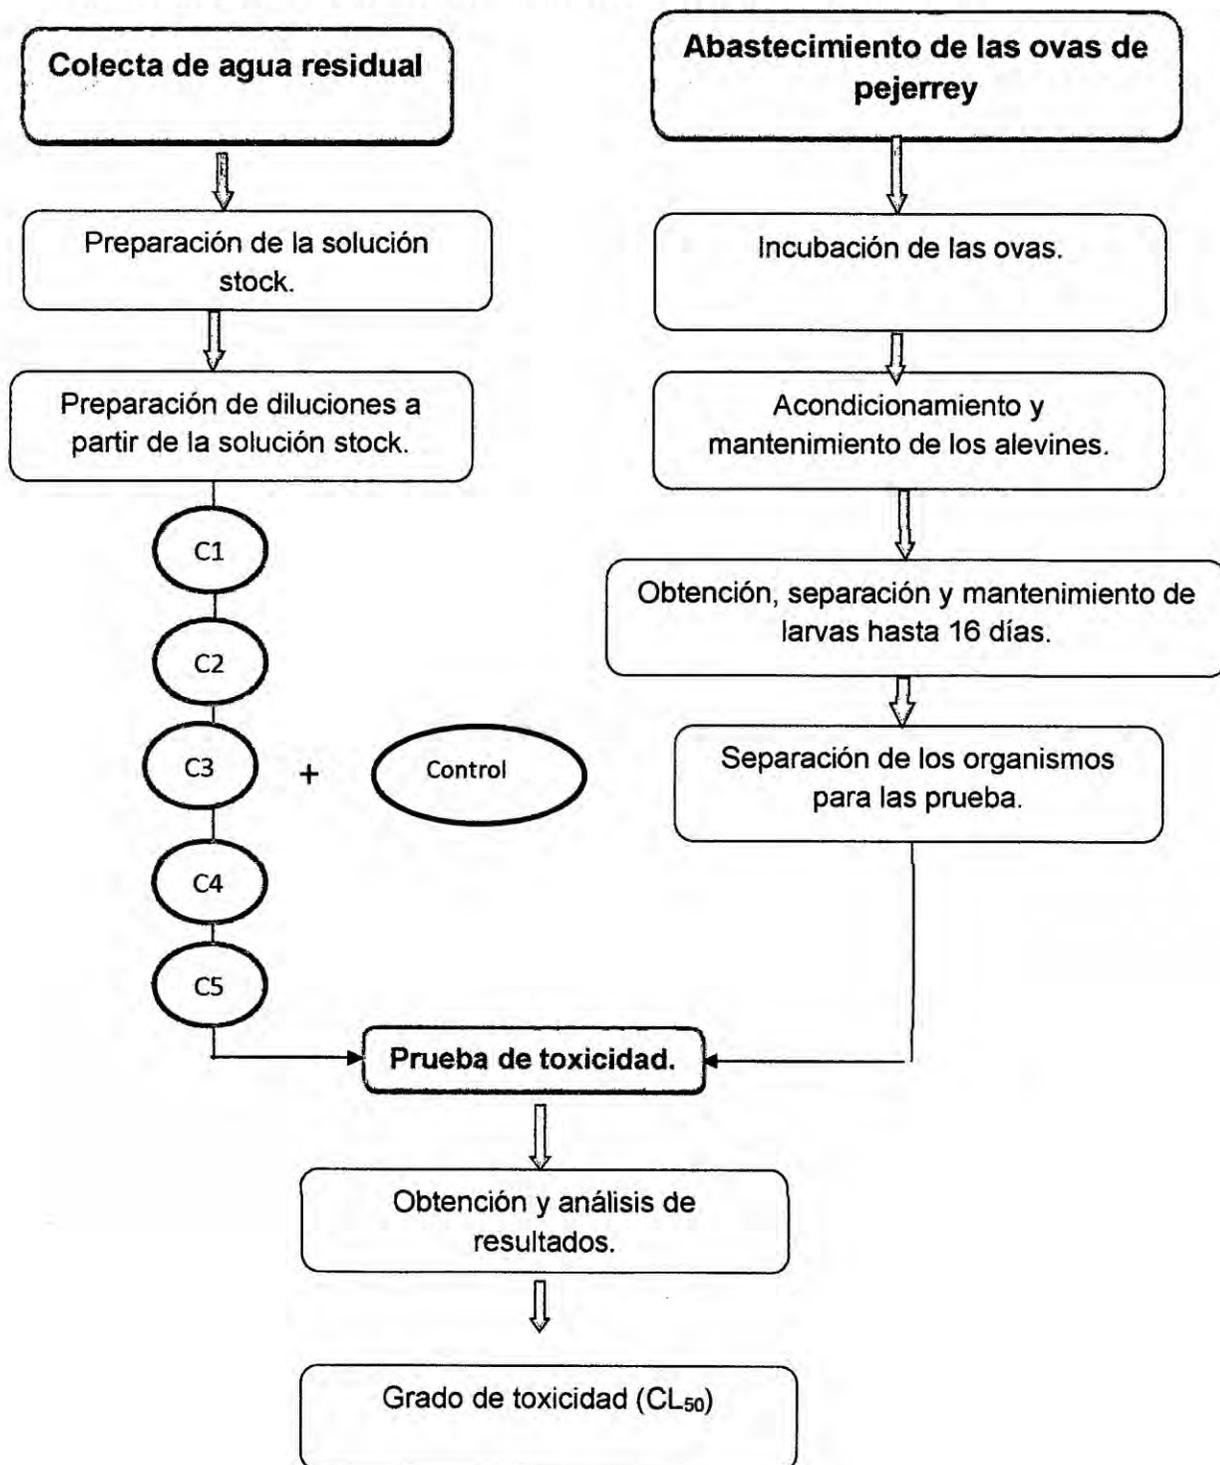 Colecta de agua residual
Preparación de la solución
stock.
Preparación de diluciones a
partir de la solución stock.
C1
C2
C3
+
Control
C4
C5
Abastecimiento de las ovas de
pejerrey
Incubación de las ovas.
Acondicionamiento y
mantenimiento de los alevines.
Obtención, separación y mantenimiento de
larvas hasta 16 días.
Separación de los organismos
para las prueba.
Prueba de toxicidad.
Obtención y análisis de
resultados.
Grado de toxicidad (CL₅₀)